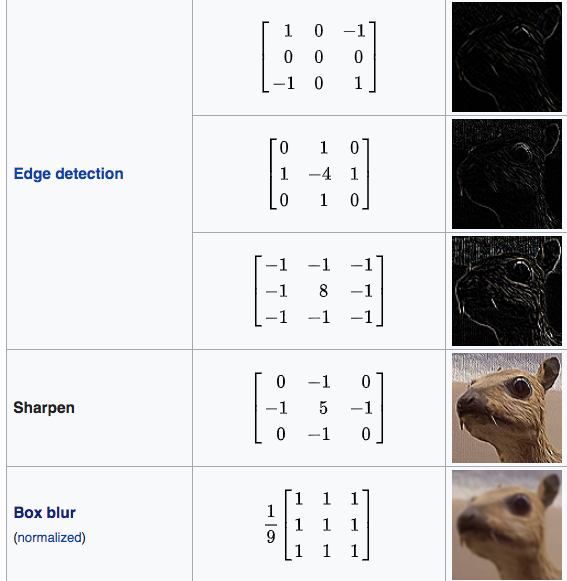 1 0 −1
0 0 0
−1 0 1
Edge detection
0 1 0
1 −4 1
0 1 0
−1 −1 −1
−1 8 −1
−1 −1 −1
Sharpen
0 −1 0
−1 5 −1
0 −1 0
Box blur
(normalized)
1
9
1 1 1
1 1 1
1 1 1